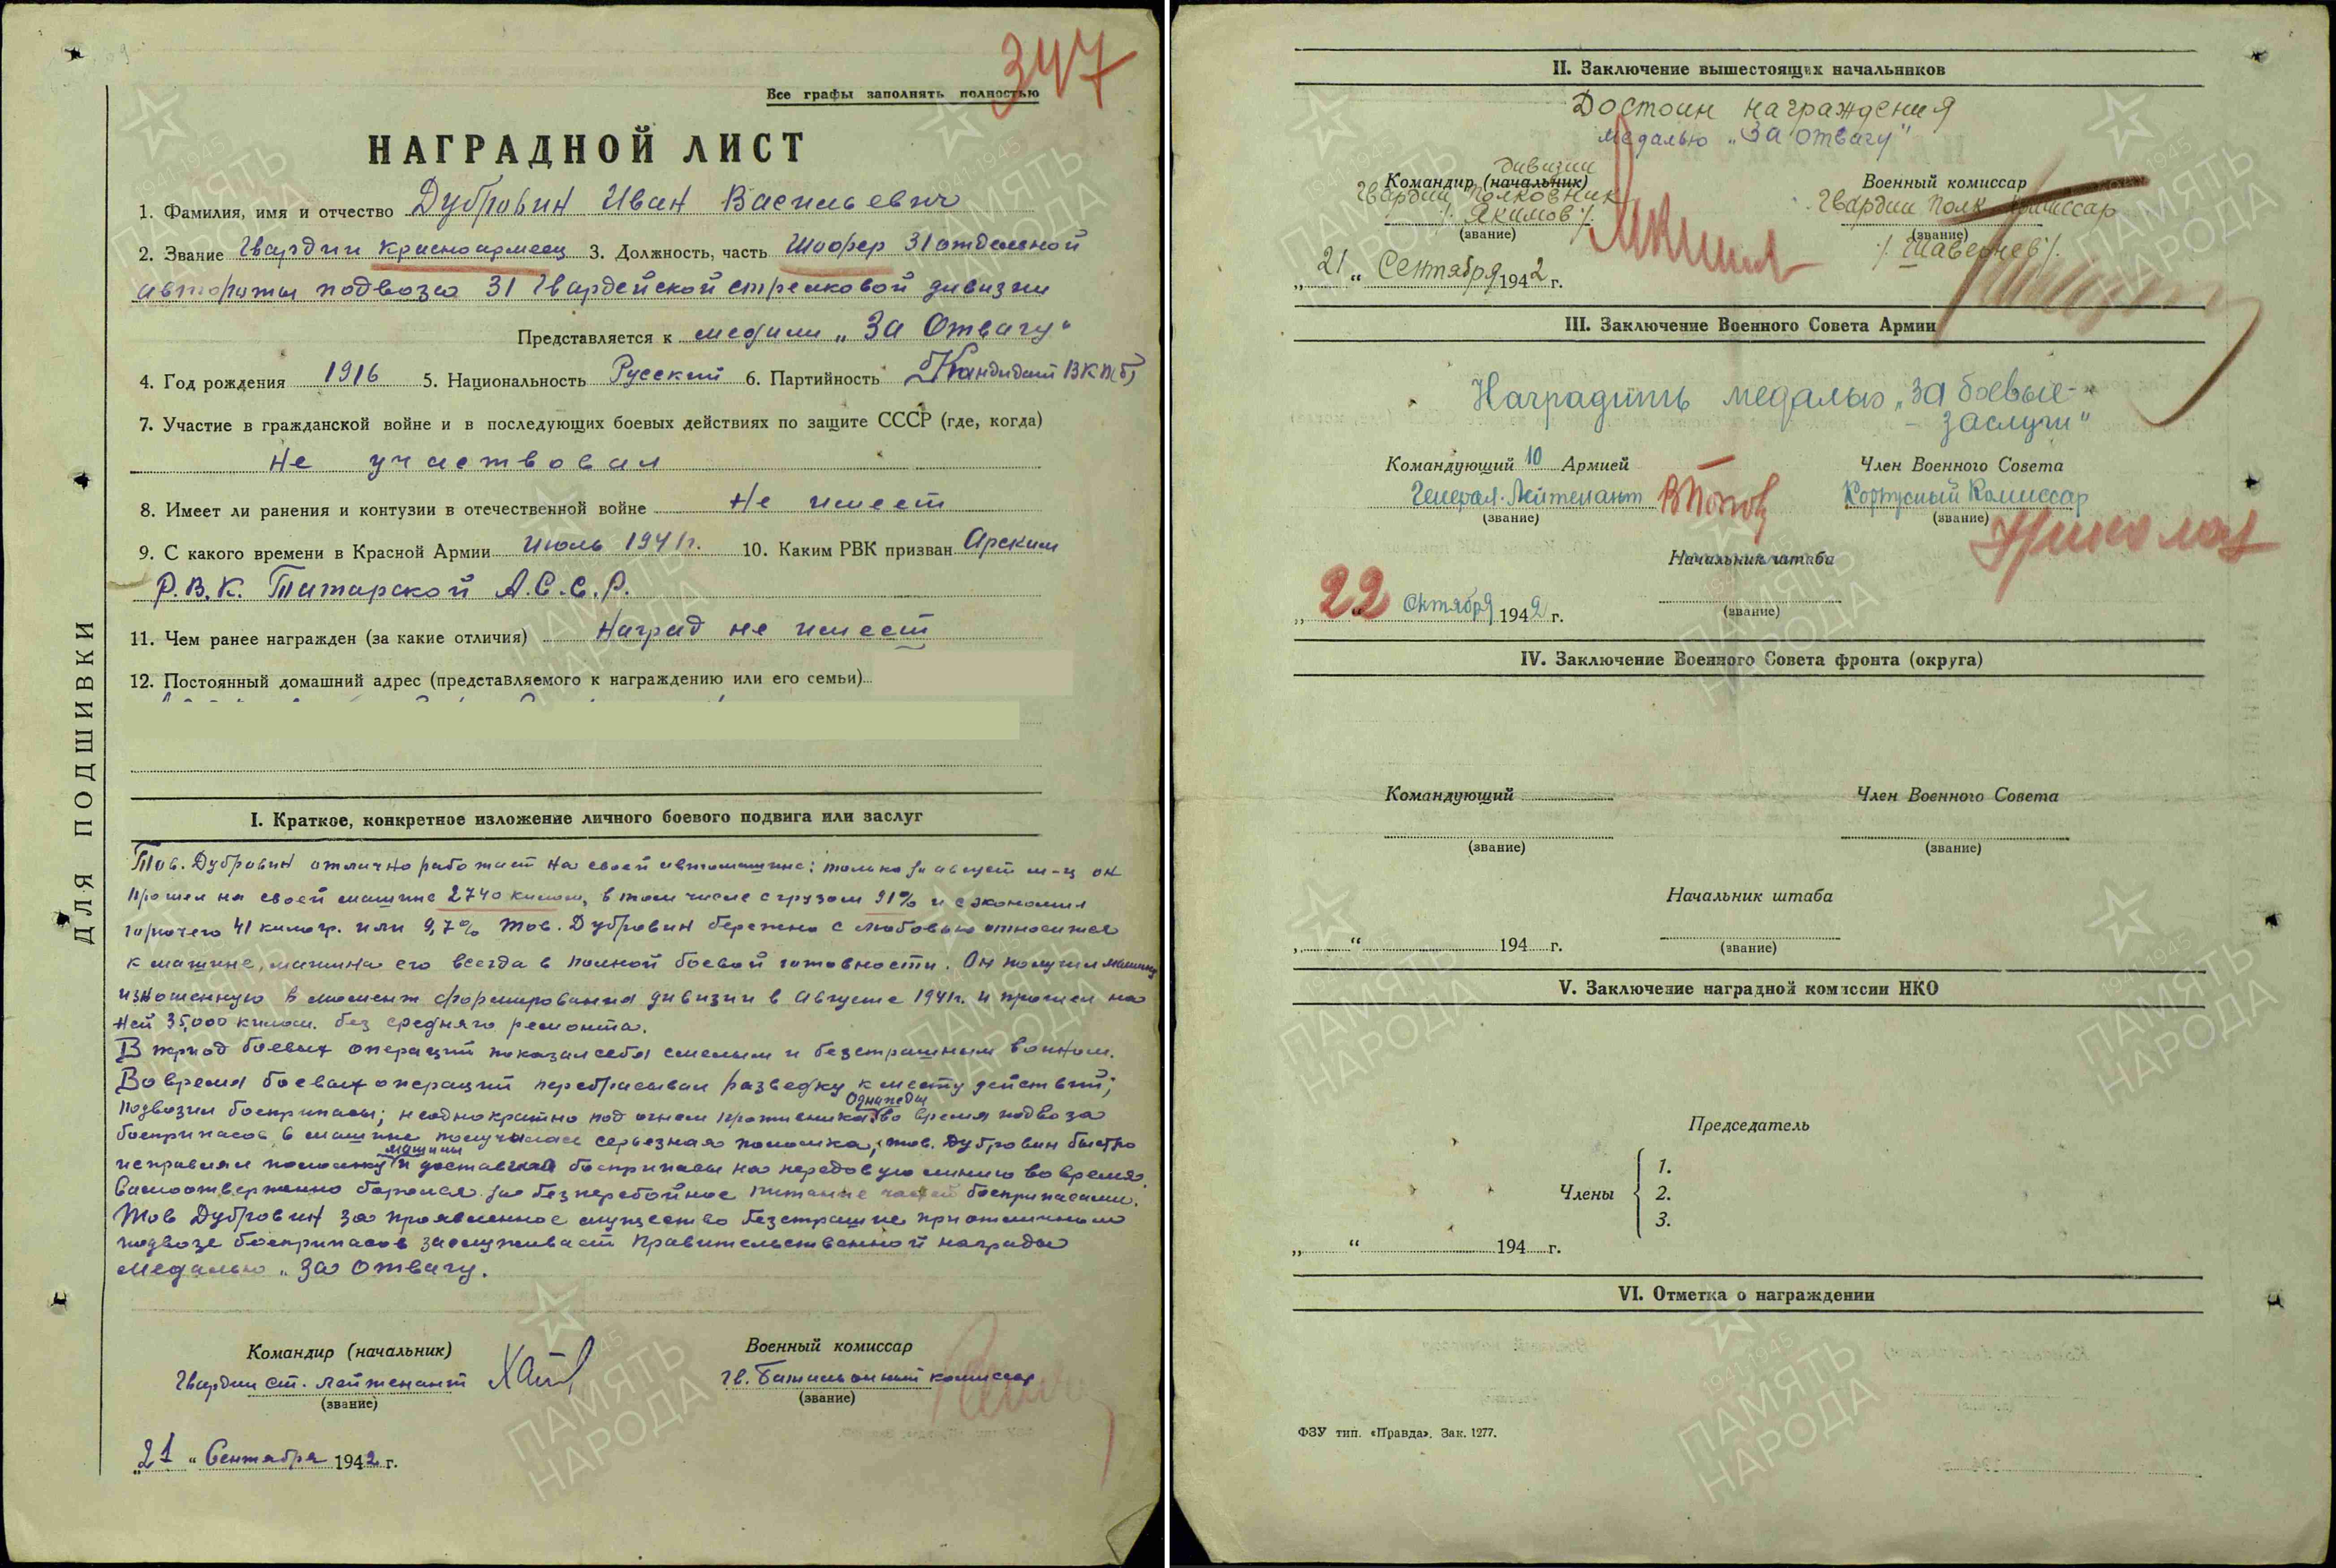 347
Все графы заполнять полностью
НАГРАДНОЙ ЛИСТ
1. Фамилия, имя и отчество Дубровин Иван Васильевич
2. Звание Гвардии красноармеец 3. Должность, часть Шофер 31 отдельной
автороты подвоза 31 Гвардейской стрелковой дивизии
Представляется к медали „За Отвагу"
4. Год рождения 1916 5. Национальность Русский 6. Партийность Кандидат ВКП(б)
7. Участие в гражданской войне и в последующих боевых действиях по защите СССР (где, когда)
Не участвовал
8. Имеет ли ранения и контузии в отечественной войне Не имеет
9. С какого времени в Красной Армии Июль 1941г. 10. Каким РВК призван Арским
Р.В.К. Татарской А.С.С.Р.
11. Чем ранее награжден (за какие отличия) Наград не имеет
12. Постоянный домашний адрес (представляемого к награждению или его семьи)
ДЛЯ ПОДШИВКИ
I. Краткое, конкретное изложение личного боевого подвига или заслуг
Тов. Дубровин отлично работает на своей автомашине: только за август м-ц он
прошел на своей машине 2740 килом, в том числе с грузом 91% и сэкономил
горючего 41 килогр. или 9,7% Тов. Дубровин бережно с любовью относится
к машине, машина его всегда в полной боевой готовности. Он получил машину
изношенную в момент формирования дивизии в августе 1941г. и прошел на
ней 35,000 килом. без среднего ремонта.
В период боевых операций показал себя смелым и безстрашным воином.
Во время боевых операций перебрасывал разведку к месту действий;
подвозил боеприпасы; неоднократно под огнем противника Однажды во время подвоза
боеприпасов в машине получилась серьезная поломка, тов. Дубровин быстро
исправил поломку машины и доставил боеприпасы на передовую линию во время.
Самоотверженно боролся за безперебойное питание частей боеприпасами.
Тов Дубровин за проявленное мужество безстрашие при отличном
подвозе боеприпасов заслуживает правительственной награды
медалью „За отвагу.
Командир (начальник)
Гвардии ст. лейтенант
(звание)
Военный комиссар
Гв. Батальонный комиссар
(звание)
„21 “ Сентября 1942 г.
II. Заключение вышестоящих начальников
Достоин награждения
медалью „За отвагу"
дивизии
Командир (начальник)
Гвардии полковник
/ Якимов /.
(звание)
Военный комиссар
Гвардии полк. комиссар
(звание)
„21 “ Сентября 1942 г.
III. Заключение Военного Совета Армии
Наградить медалью „За боевые-
- заслуги"
Командующий 10 Армией
Генерал-Лейтенант ВПопов
(звание)
Член Военного Совета
Корпусный Комиссар
(звание)
Начальник штаба
(звание)
„22 “ октября 1942 г.
IV. Заключение Военного Совета фронта (округа)
Командующий
(звание)
Член Военного Совета
(звание)
Начальник штаба
(звание)
„ “ 194 г.
V. Заключение наградной комиссии НКО
Председатель
Члены
1.
2.
3.
„ “ 194 г.
VI. Отметка о награждении
ФЗУ тип. «Правда». Зак. 1277.
ПАМЯТЬ НАРОДА
1941 1945